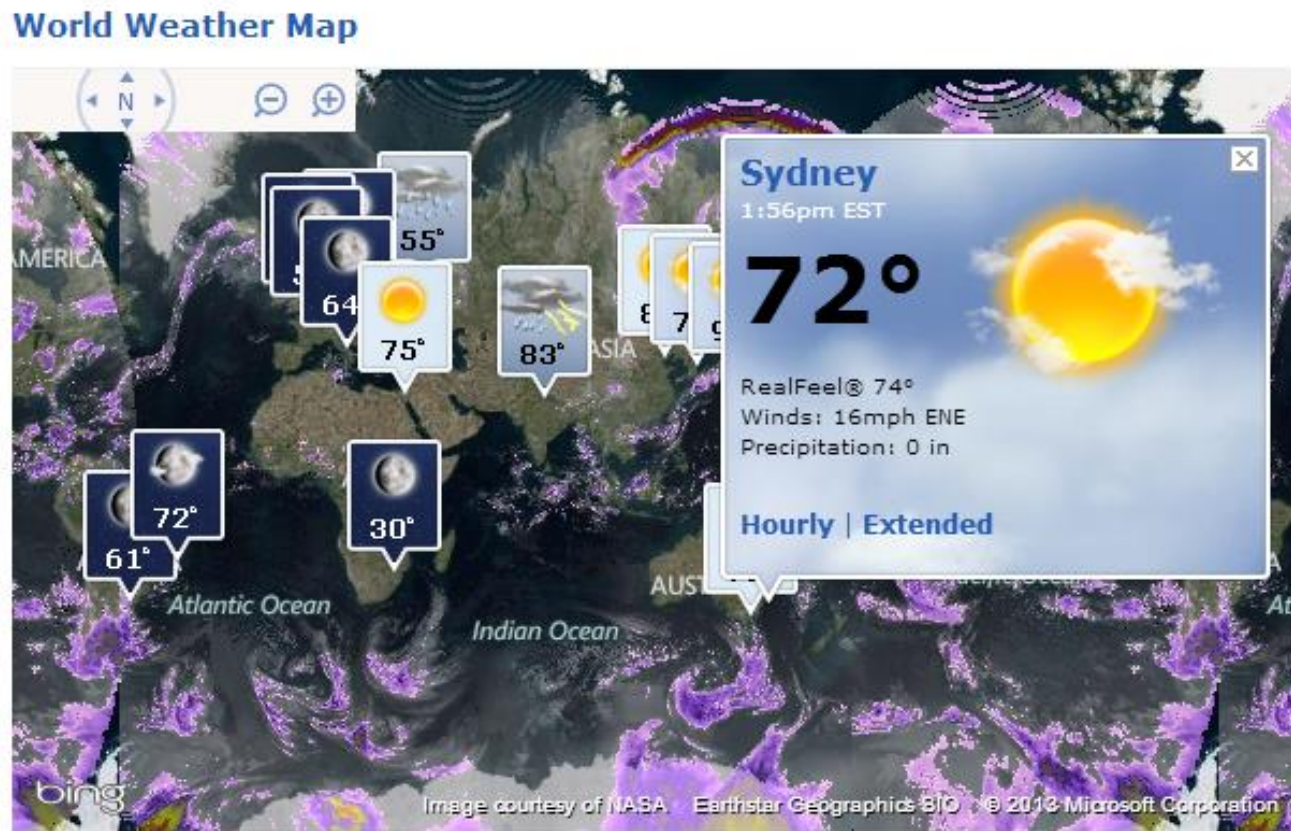 World Weather Map
N
AMERICA
55°
64
75°
83°
ASIA
72°
61°
30°
Atlantic Ocean
Indian Ocean
Sydney
1:56pm EST
72°
RealFeel® 74°
Winds: 16mph ENE
Precipitation: 0 in
Hourly | Extended
AUST
bing
Image courtesy of NASA Earthstar Geographics SIO © 2013 Microsoft Corporation